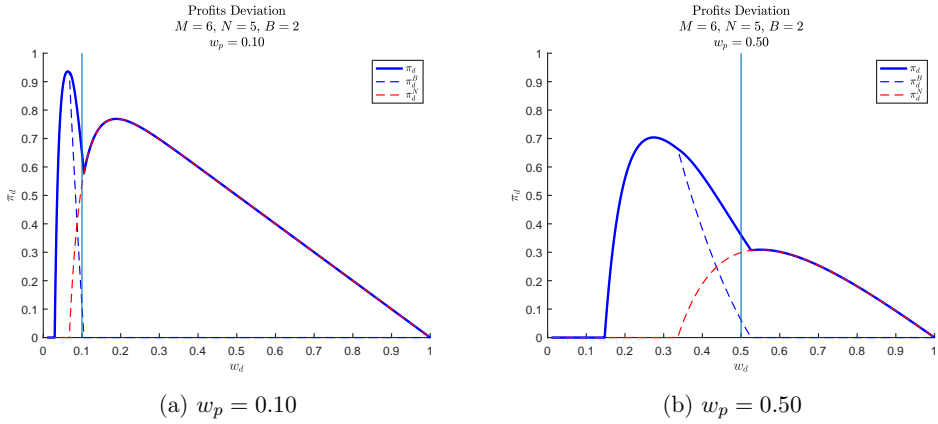 Profits Deviation
M = 6, N = 5, B = 2
w_p = 0.10
1
0.9
0.8
0.7
0.6
0.5
0.4
0.3
0.2
0.1
0
π_d
0 0.1 0.2 0.3 0.4 0.5 0.6 0.7 0.8 0.9 1
w_d
π_d
π_d^B
π_d^N
(a) w_p = 0.10
Profits Deviation
M = 6, N = 5, B = 2
w_p = 0.50
1
0.9
0.8
0.7
0.6
0.5
0.4
0.3
0.2
0.1
0
π_d
0 0.1 0.2 0.3 0.4 0.5 0.6 0.7 0.8 0.9 1
w_d
π_d
π_d^B
π_d^N
(b) w_p = 0.50